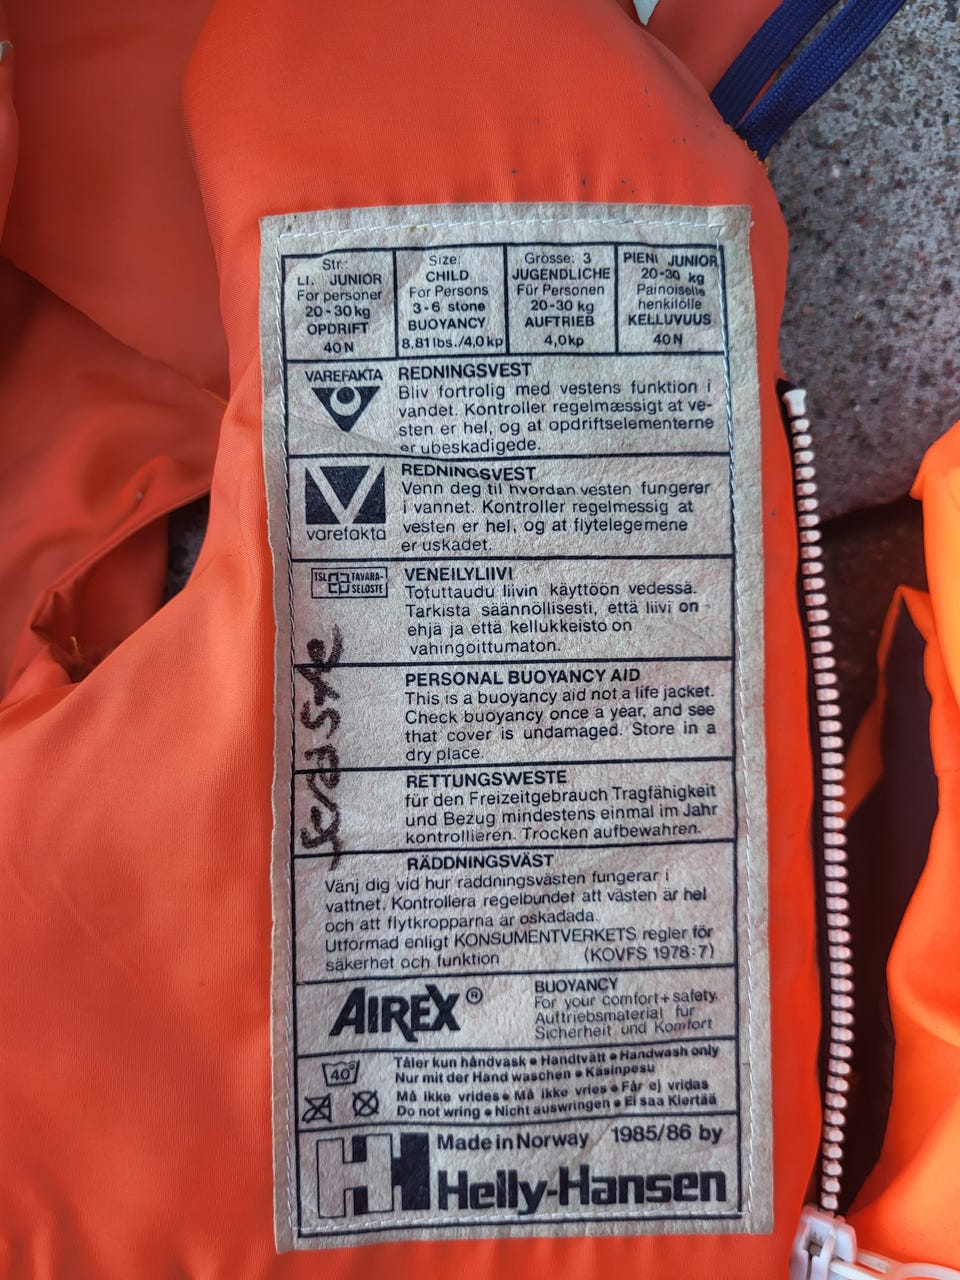 Str.:
LI. JUNIOR
For personer
20-30 kg
OPDRIFT
40 N
Size:
CHILD
For Persons
3-6 stone
BUOYANCY
8.81 lbs./4,0 kp
Grösse: 3
JUGENDLICHE
Für Personen
20-30 kg
AUFTRIEB
4,0 kp
PIENI JUNIOR
20-30 kg
Painoiselle
henkilölle
KELLUVUUS
40 N
VAREFAKTA
REDNINGSVEST
Bliv fortrolig med vestens funktion i
vandet. Kontroller regelmæssigt at ve-
sten er hel, og at opdriftselementerne
er ubeskadigede.
varefakta
REDNINGSVEST
Venn deg til hvordan vesten fungerer
i vannet. Kontroller regelmessig at
vesten er hel, og at flytelegemene
er uskadet.
TSL TAVARA-
SELOSTE
VENEILYLIIVI
Totuttaudu liivin käyttöön vedessä.
Tarkista säännöllisesti, että liivi on
ehjä ja että kellukkeisto on
vahingoittumaton.
PERSONAL BUOYANCY AID
This is a buoyancy aid not a life jacket.
Check buoyancy once a year, and see
that cover is undamaged. Store in a
dry place.
RETTUNGSWESTE
für den Freizeitgebrauch Tragfähigkeit
und Bezug mindestens einmal im Jahr
kontrollieren. Trocken aufbewahren.
RÄDDNINGSVÄST
Vänj dig vid hur räddningsvästen fungerar i
vattnet. Kontrollera regelbundet att västen är hel
och att flytkropparna är oskadada.
Utformad enligt KONSUMENTVERKETS regler för
säkerhet och funktion (KOVFS 1978:7)
AIREX®
BUOYANCY
For your comfort + safety.
Auftriebsmaterial für
Sicherheit und Komfort
40°
Tåler kun håndvask • Handtvätt • Handwash only
Nur mit der Hand waschen • Käsinpesu
Må ikke vrides • Må ikke vries • Får ej vridas
Do not wring • Nicht auswringen • Ei saa Kiertää
HH
Made in Norway 1985/86 by
Helly-Hansen